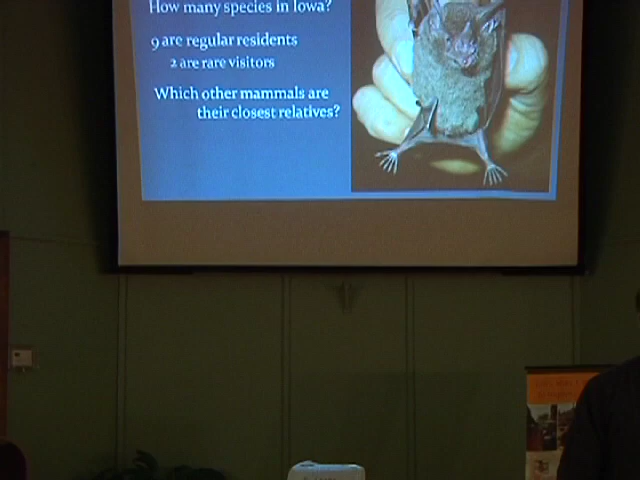 How many species in Iowa?
9 are regular residents
2 are rare visitors
Which other mammals are
their closest relatives?